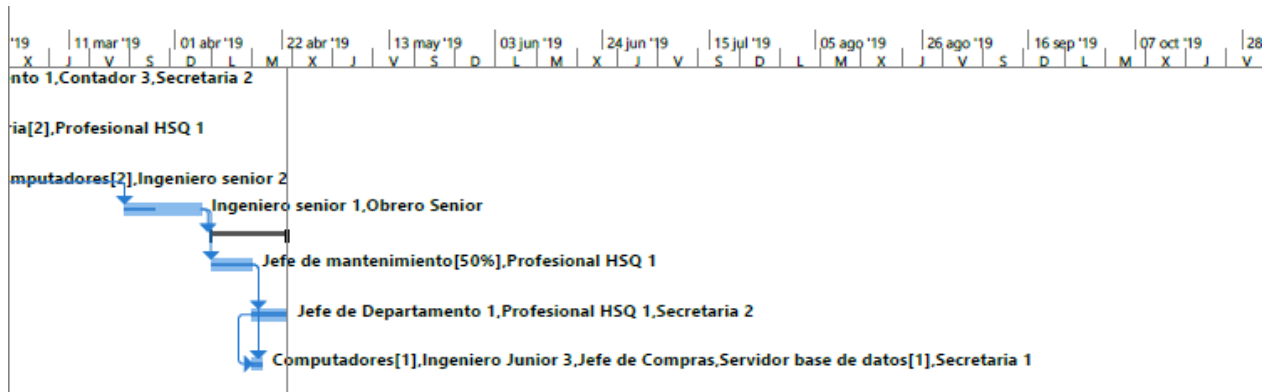 '19 11 mar '19 01 abr '19 22 abr '19 13 may '19 03 jun '19 24 jun '19 15 jul '19 05 ago '19 26 ago '19 16 sep '19 07 oct '19 28
X J V S D L M X J V S D L M X J V S D L M X J V S D L M X J V
nto 1,Contador 3,Secretaria 2
ria[2],Profesional HSQ 1
mputadores[2],Ingeniero senior 2
Ingeniero senior 1,Obrero Senior
Jefe de mantenimiento[50%],Profesional HSQ 1
Jefe de Departamento 1,Profesional HSQ 1,Secretaria 2
Computadores[1],Ingeniero Junior 3,Jefe de Compras,Servidor base de datos[1],Secretaria 1